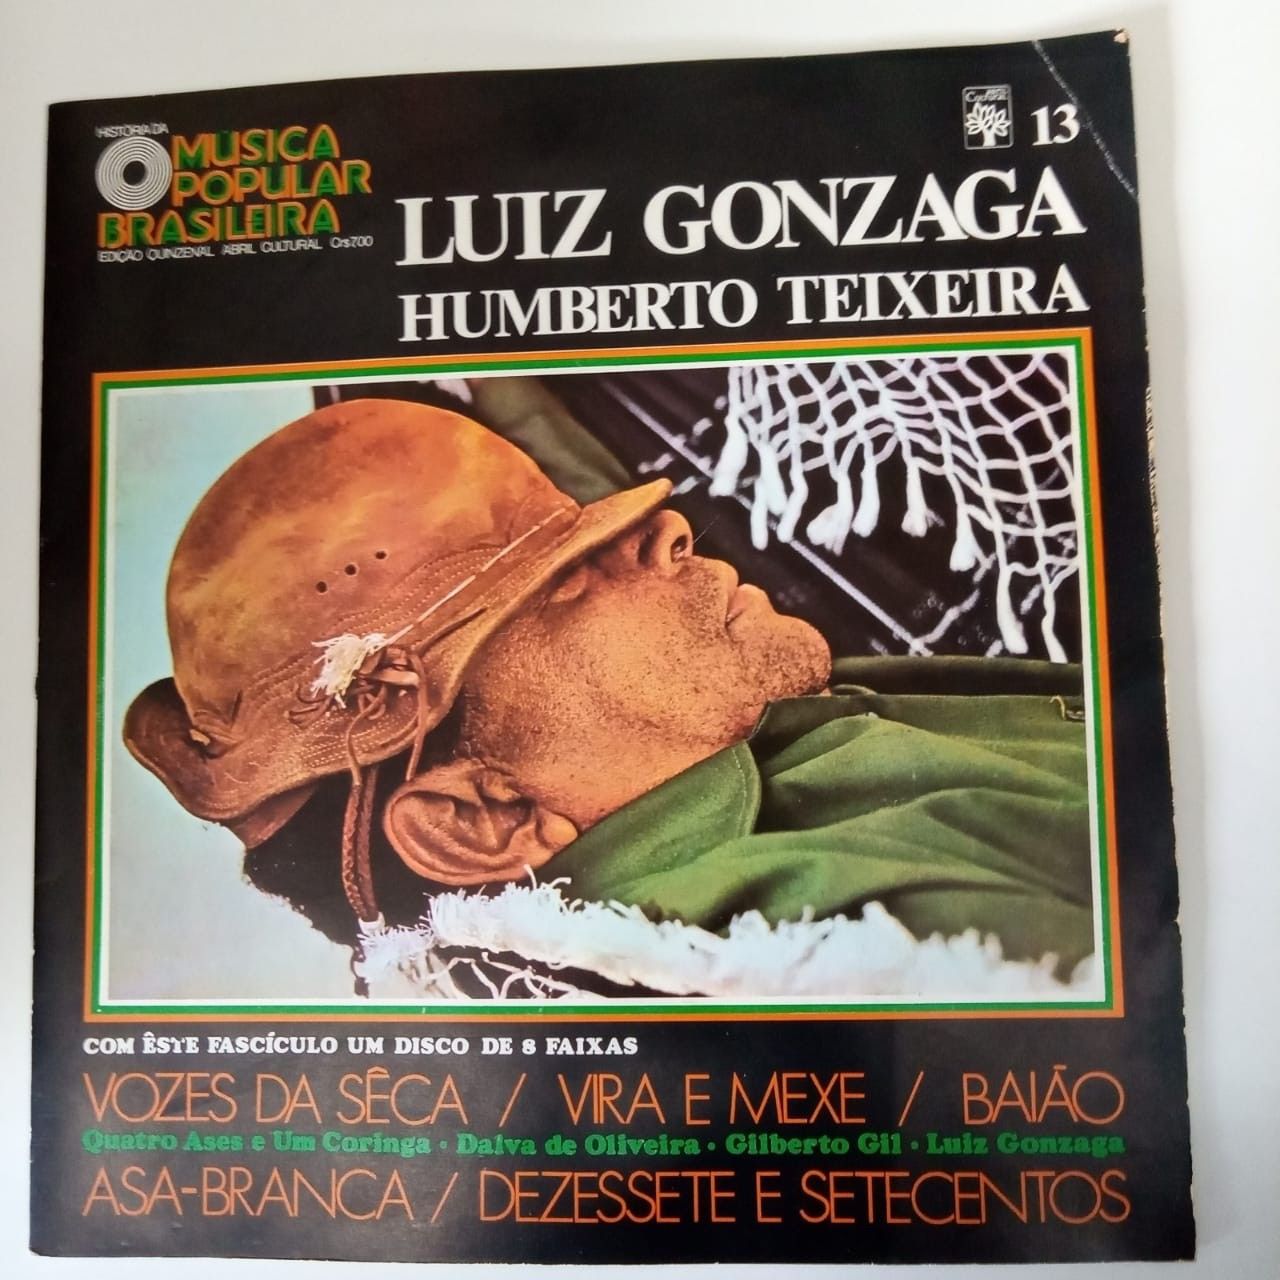 HISTÓRIA DA
MÚSICA
POPULAR
BRASILEIRA
EDIÇÃO QUINZENAL ABRIL CULTURAL Cr$7,00
Cultural
13
LUIZ GONZAGA
HUMBERTO TEIXEIRA
COM ÊSTE FASCÍCULO UM DISCO DE 8 FAIXAS
VOZES DA SÊCA / VIRA E MEXE / BAIÃO
Quatro Ases e Um Coringa · Dalva de Oliveira · Gilberto Gil · Luiz Gonzaga
ASA-BRANCA / DEZESSETE E SETECENTOS